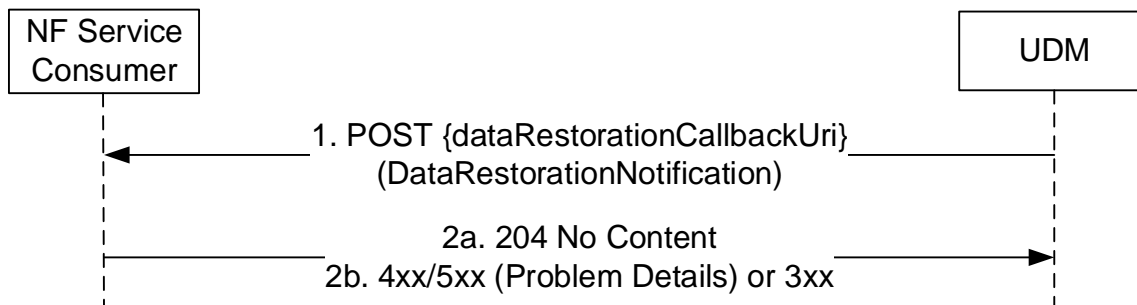 NF Service
Consumer
UDM
1. POST {dataRestorationCallbackUri}
(DataRestorationNotification)
2a. 204 No Content
2b. 4xx/5xx (Problem Details) or 3xx